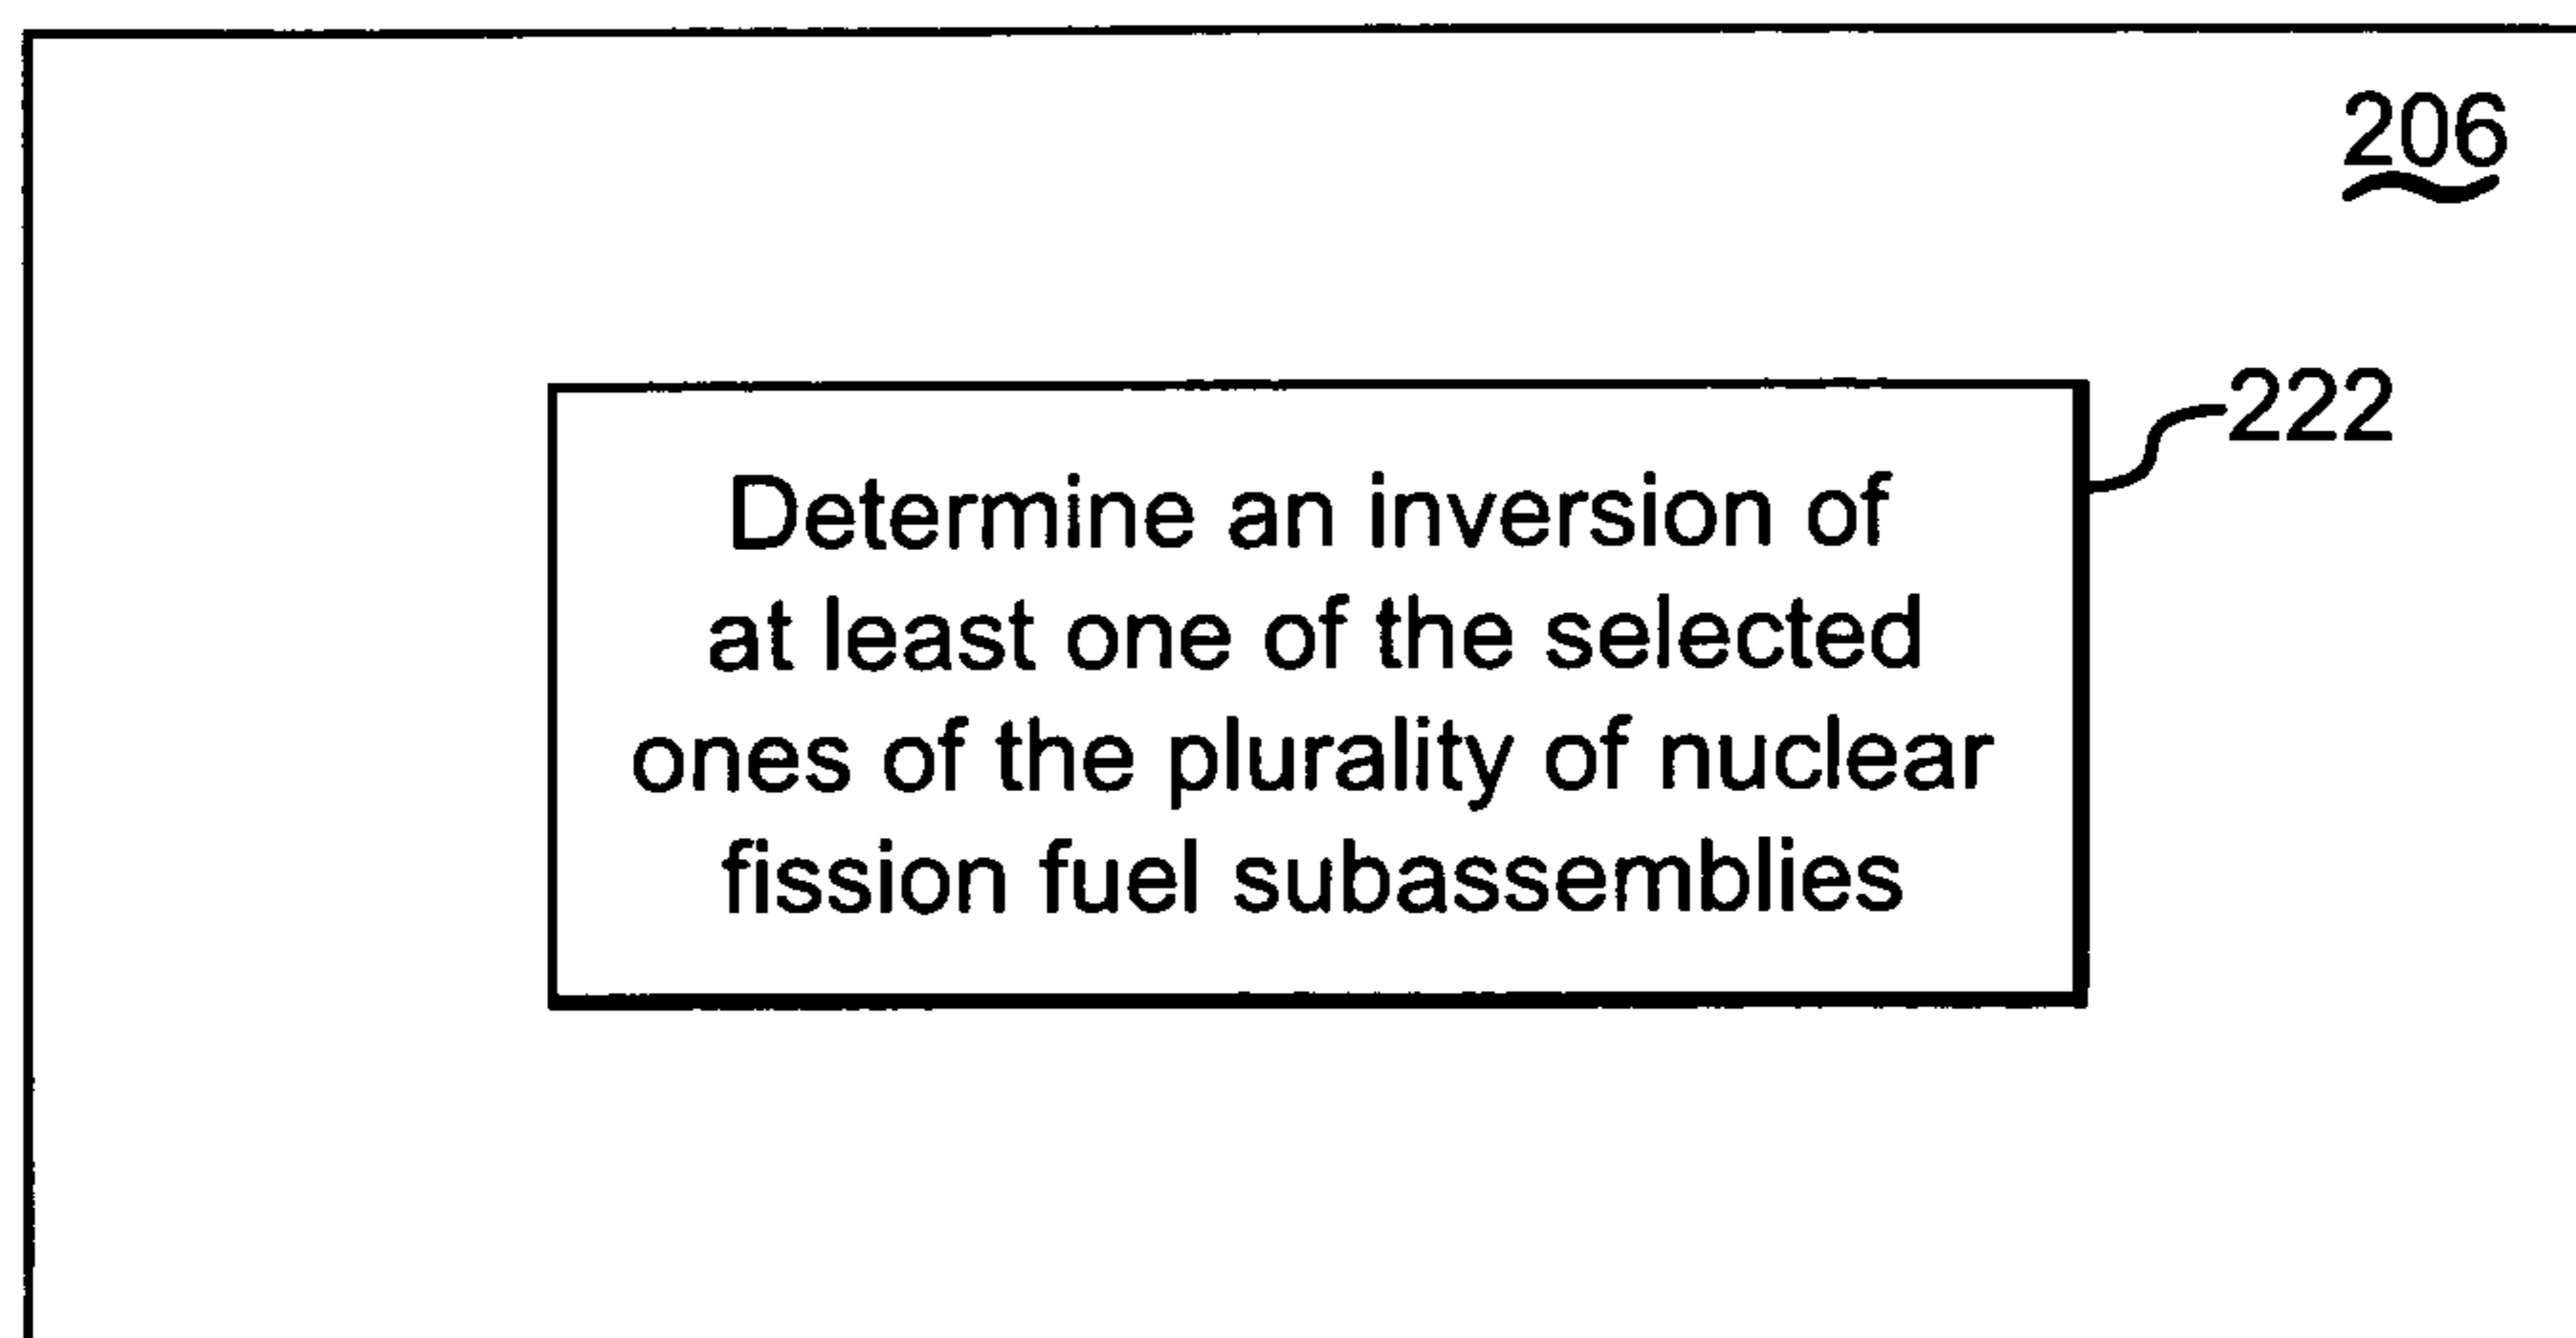 206
222
Determine an inversion of
at least one of the selected
ones of the plurality of nuclear
fission fuel subassemblies